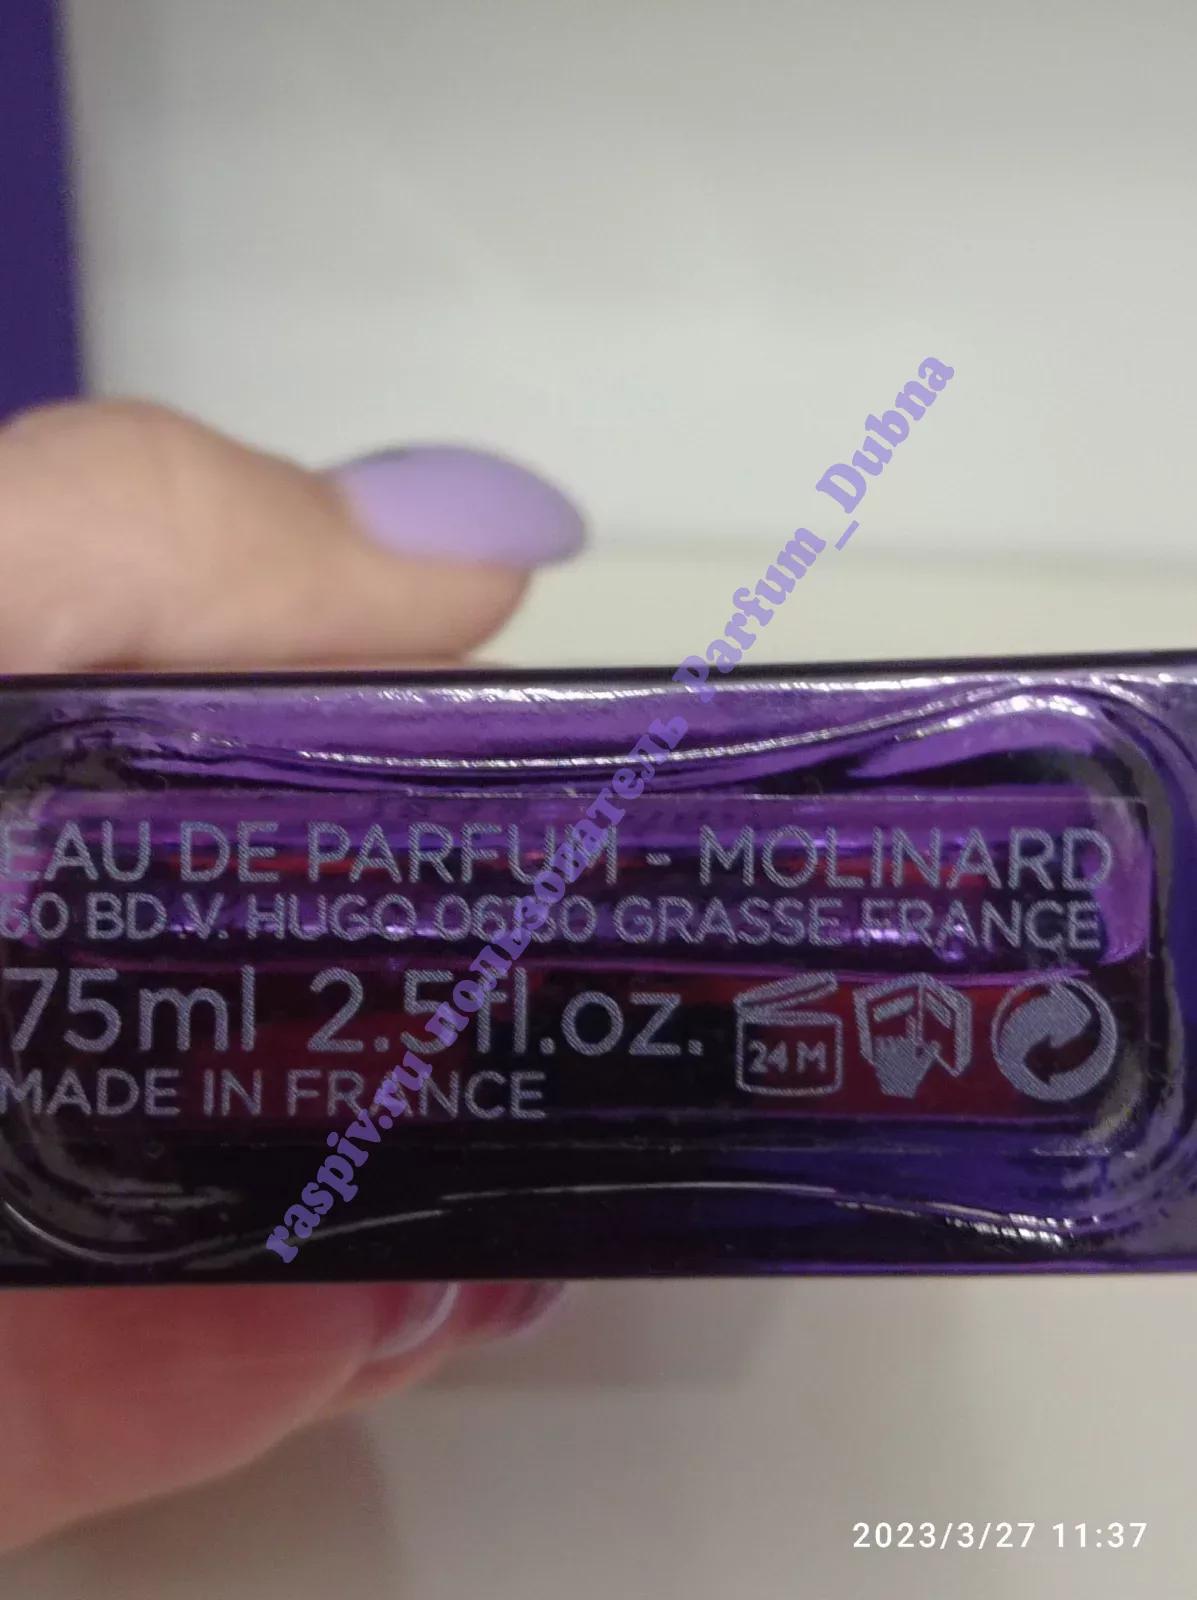 EAU DE PARFUM - MOLINARD
60 BD.V. HUGO 06130 GRASSE FRANCE
75ml 2.5fl.oz.
24 M
MADE IN FRANCE
raspiv.ru пользователь Parfum_Dubna
2023/3/27 11:37